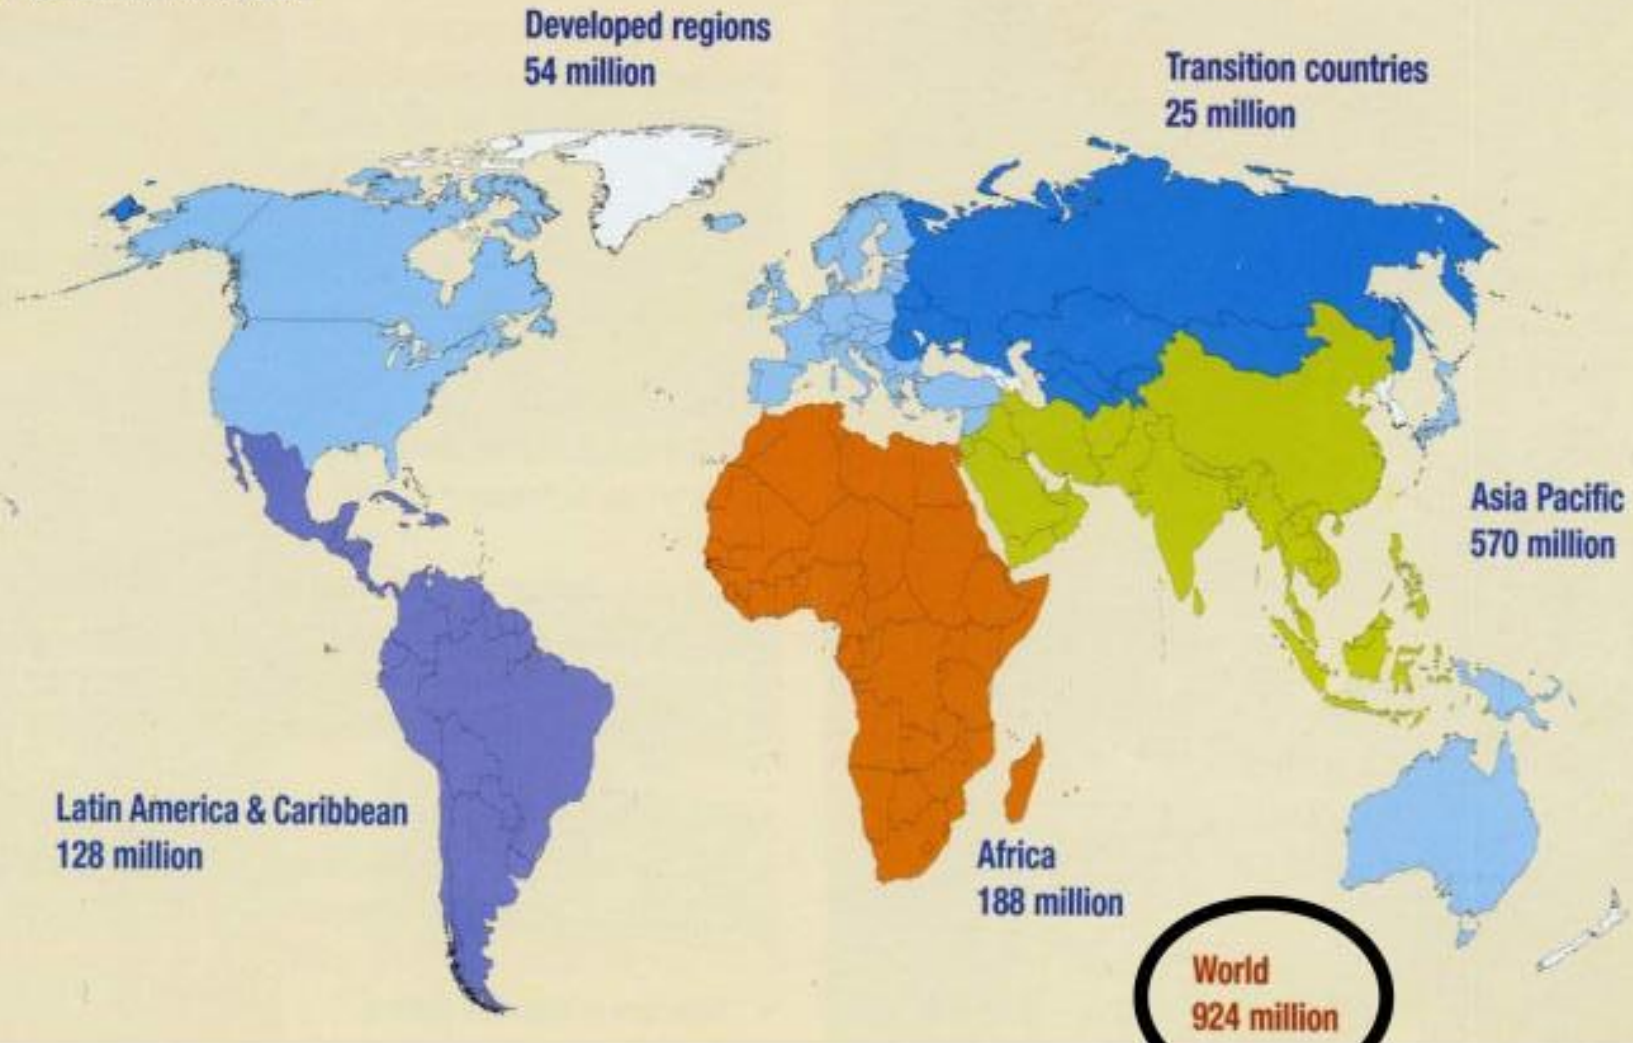 Developed regions
54 million
Transition countries
25 million
Asia Pacific
570 million
Latin America & Caribbean
128 million
Africa
188 million
World
924 million